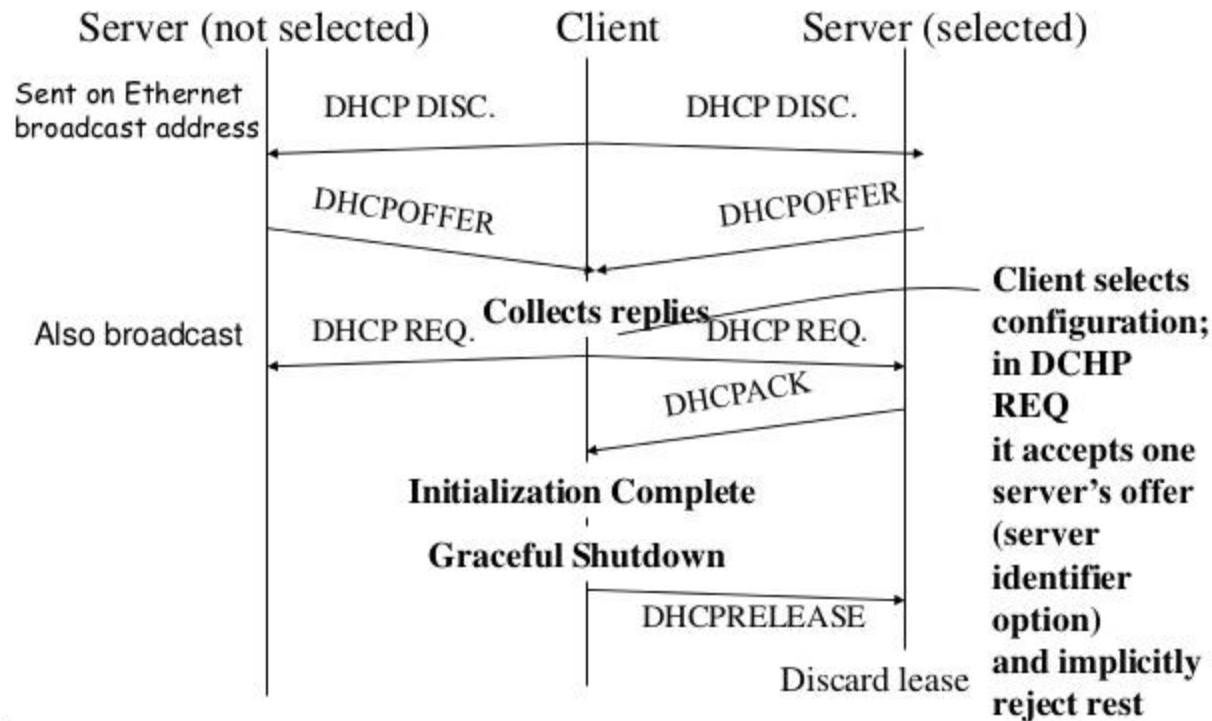 Server (not selected) Client Server (selected)
Sent on Ethernet
broadcast address
DHCP DISC. DHCP DISC.
DHCPOFFER DHCPOFFER
Collects replies
Also broadcast
DHCP REQ. DHCP REQ.
DHCPACK
Client selects
configuration;
in DCHP
REQ
it accepts one
server's offer
(server
identifier
option)
and implicitly
reject rest
Initialization Complete
Graceful Shutdown
DHCPRELEASE
Discard lease